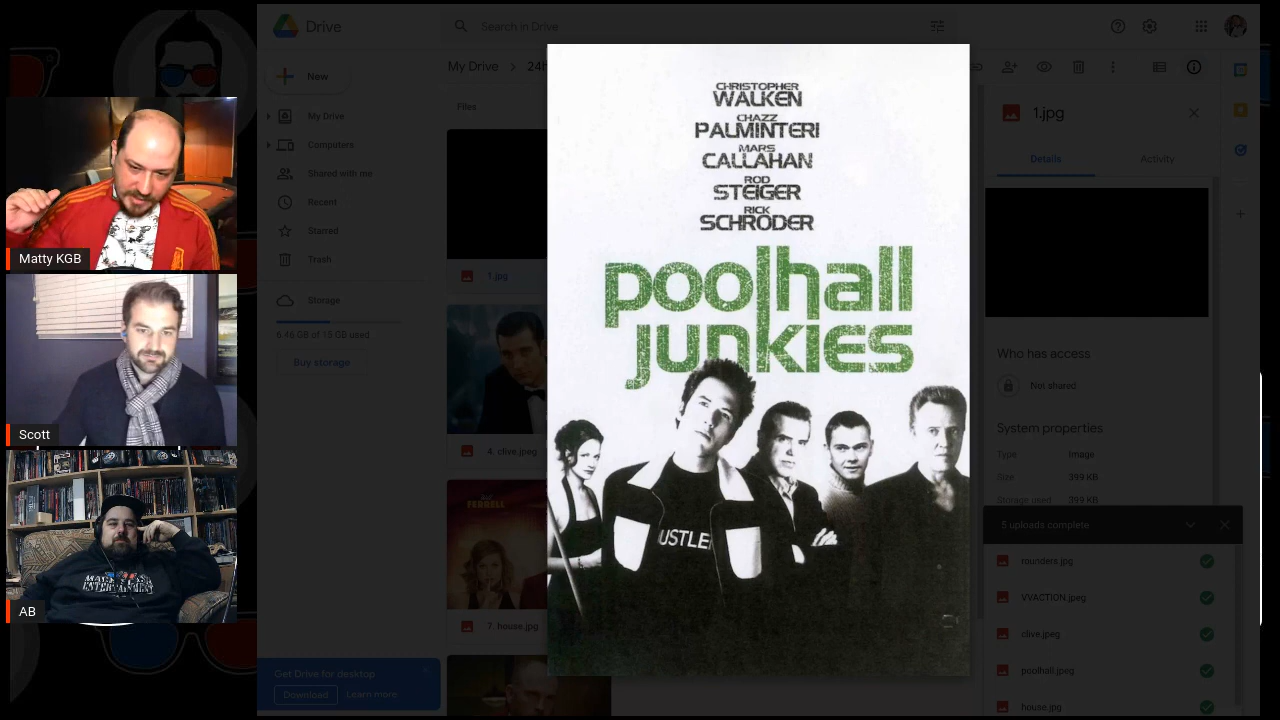 Drive
Search in Drive
New
My Drive
Computers
Shared with me
Recent
Starred
Trash
Storage
6.46 GB of 15 GB used
Buy storage
Get Drive for desktop
Download
Learn more
My Drive > 24h
Files
1.jpg
4. clive.jpeg
FERRELL
7. house.jpg
CHRISTOPHER
WALKEN
CHAZZ
PALMINTERI
MARS
CALLAHAN
ROD
STEIGER
RICK
SCHRODER
poolhall
junkies
USTLE
1.jpg
Details
Activity
Who has access
Not shared
System properties
Type Image
Size 399 KB
Storage used 399 KB
5 uploads complete
rounders.jpg
VVACTION.jpeg
clive.jpeg
poolhall.jpeg
house.jpg
Matty KGB
Scott
ENTERTAINMENT
AB